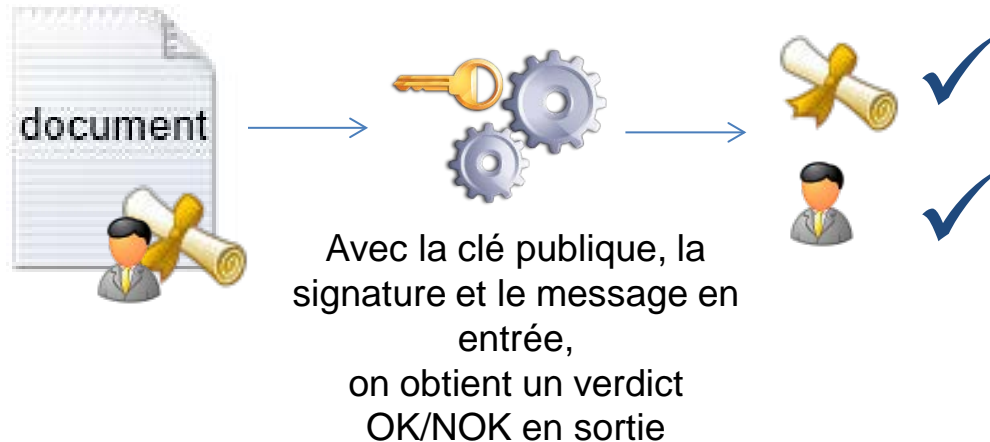 document
Avec la clé publique, la
signature et le message en
entrée,
on obtient un verdict
OK/NOK en sortie